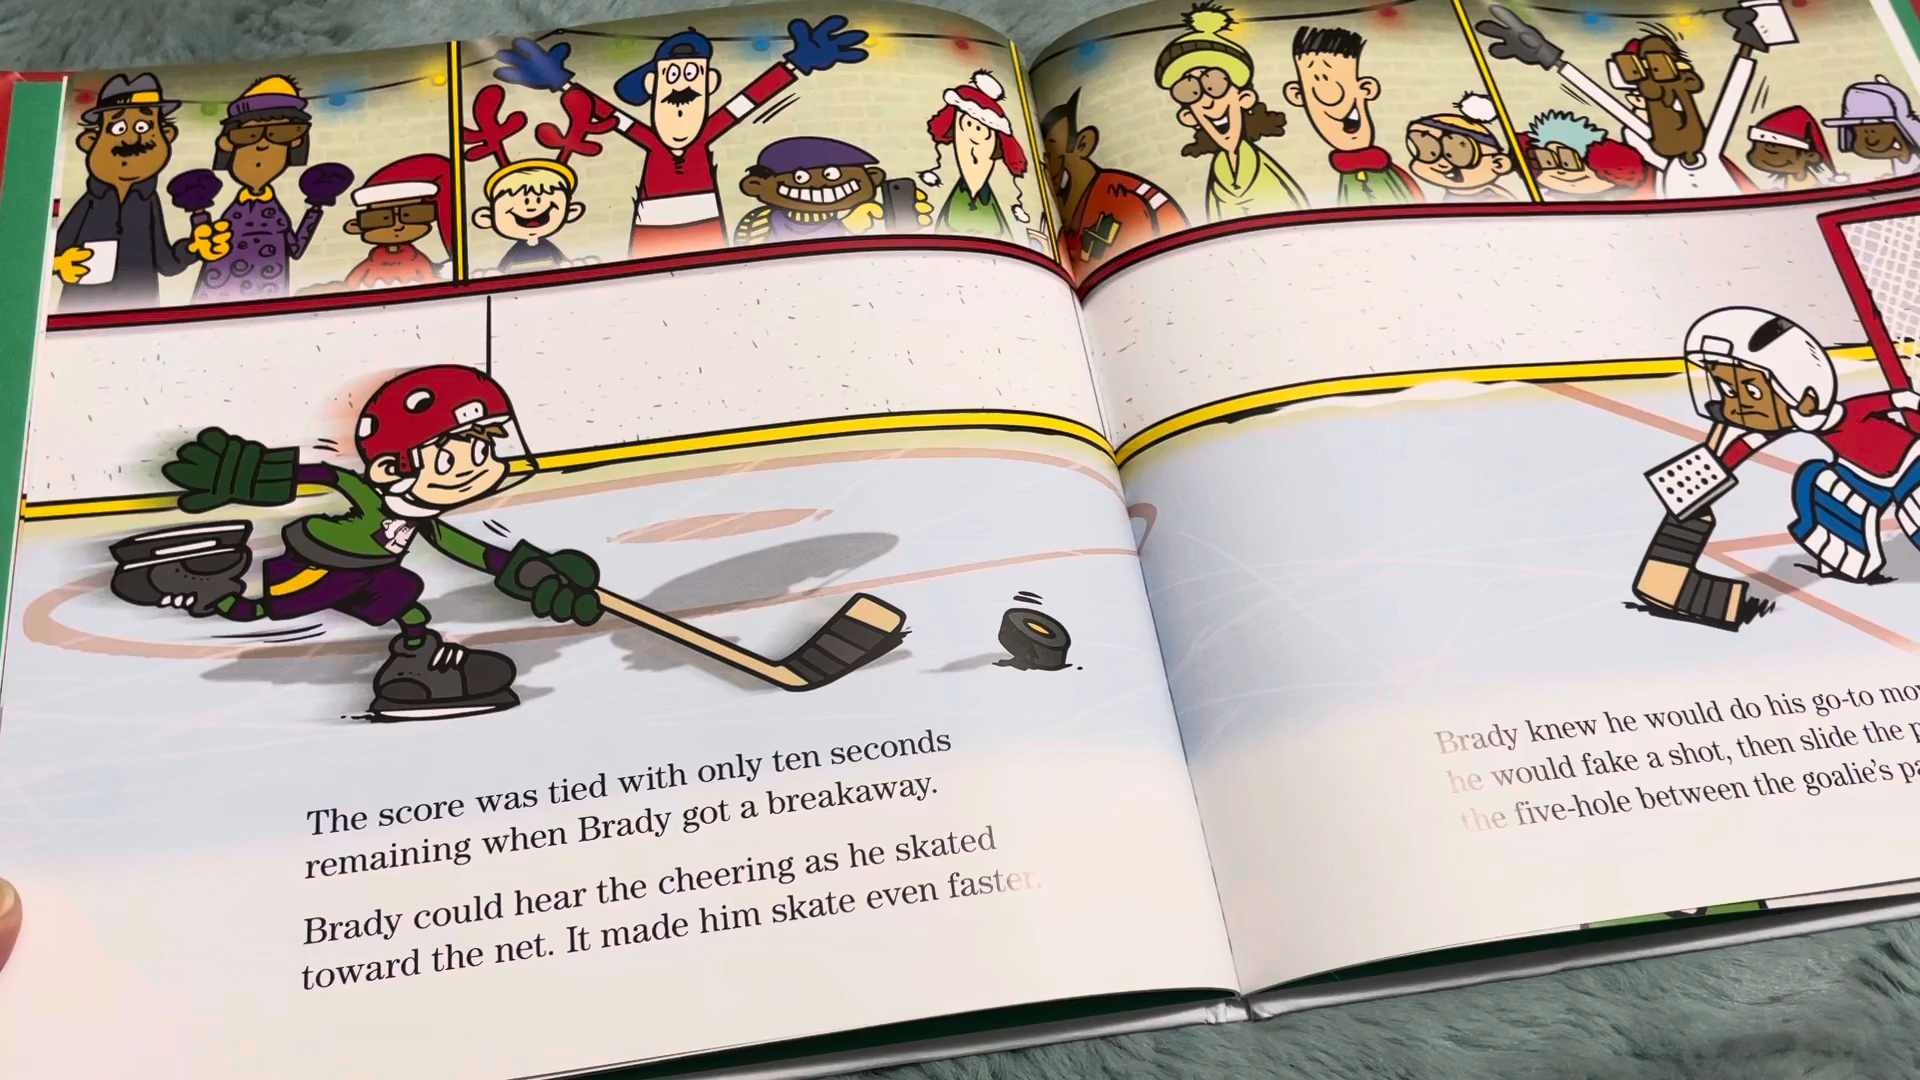 The score was tied with only ten seconds
remaining when Brady got a breakaway.
Brady could hear the cheering as he skated
toward the net. It made him skate even faster.
Brady knew he would do his go-to
he would fake a shot, then slide the
the five-hole between the goalie's